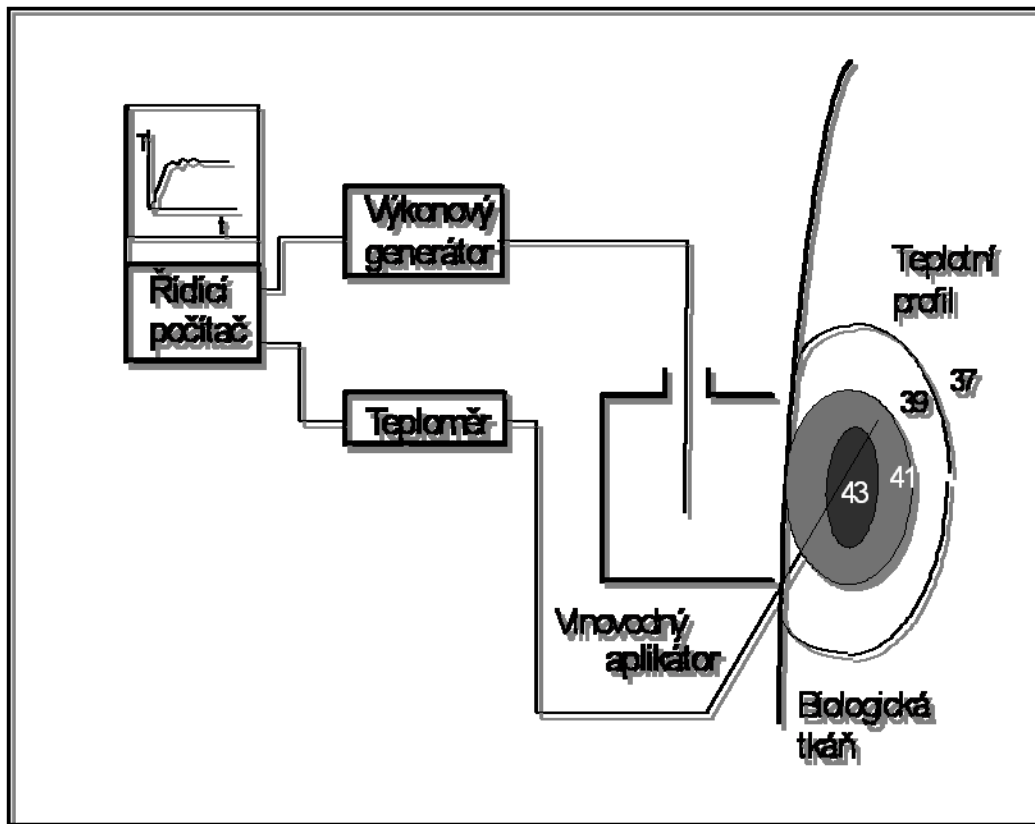 T
t
Řídící
počítač
Výkonový
generátor
Teploměr
Vlnovodný
aplikátor
Teplotní
profil
37
39
41
43
Biologická
tkáň